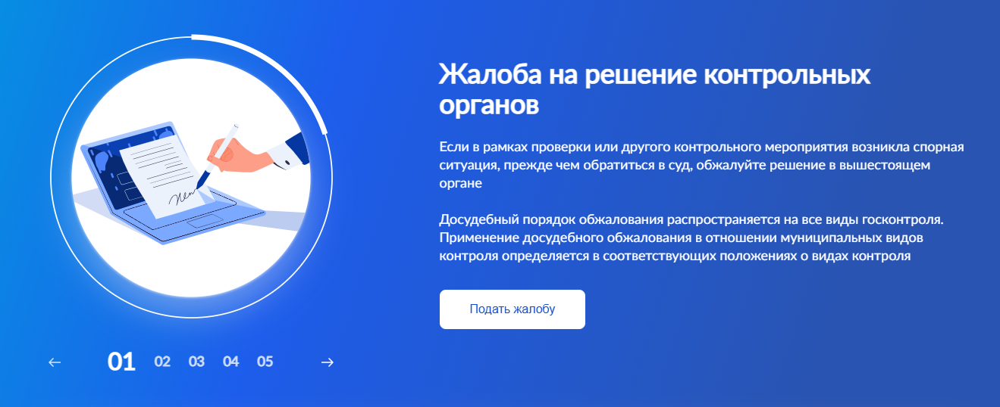 Жалоба на решение контрольных
органов
Если в рамках проверки или другого контрольного мероприятия возникла спорная
ситуация, прежде чем обратиться в суд, обжалуйте решение в вышестоящем
органе
Досудебный порядок обжалования распространяется на все виды госконтроля.
Применение досудебного обжалования в отношении муниципальных видов
контроля определяется в соответствующих положениях о видах контроля
Подать жалобу
01 02 03 04 05